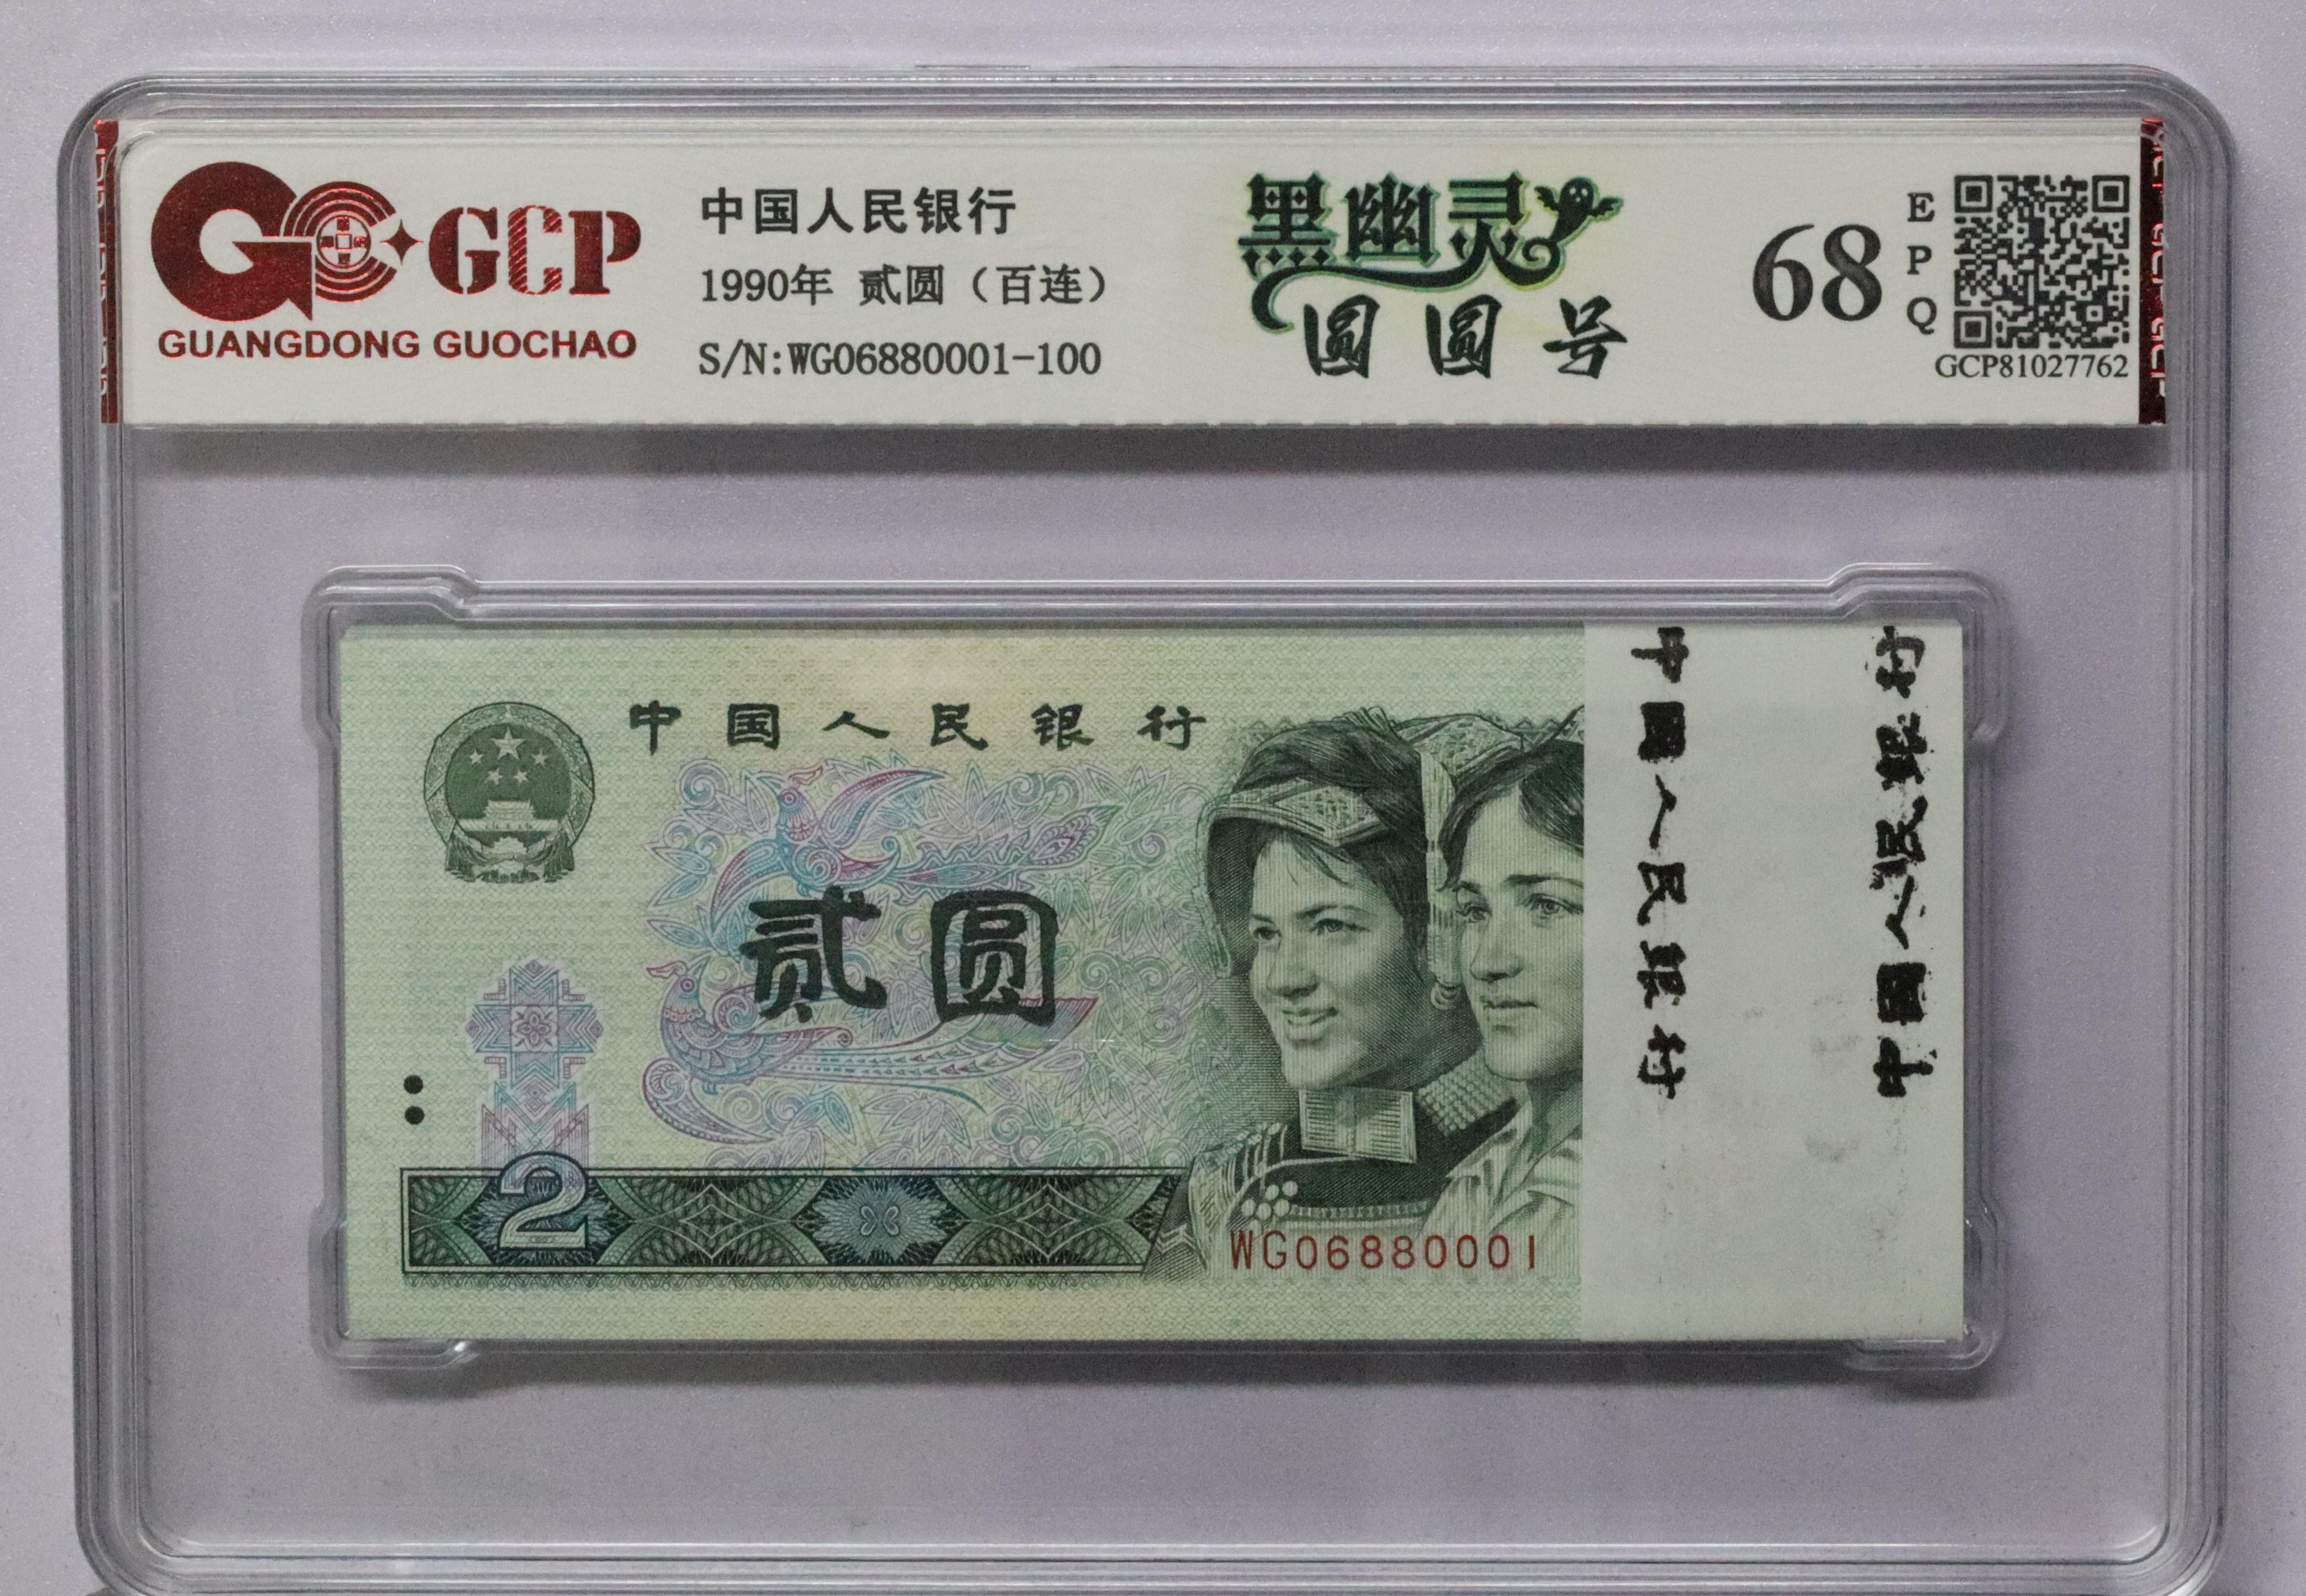 GCP
GUANGDONG GUOCHAO
中国人民银行
1990年 贰圆（百连）
S/N:WG06880001-100
黑幽灵
圆圆号
68
EPQ
GCP81027762
中国人民银行
贰圆
2
WG06880001
中国人民银行
中国人民银行